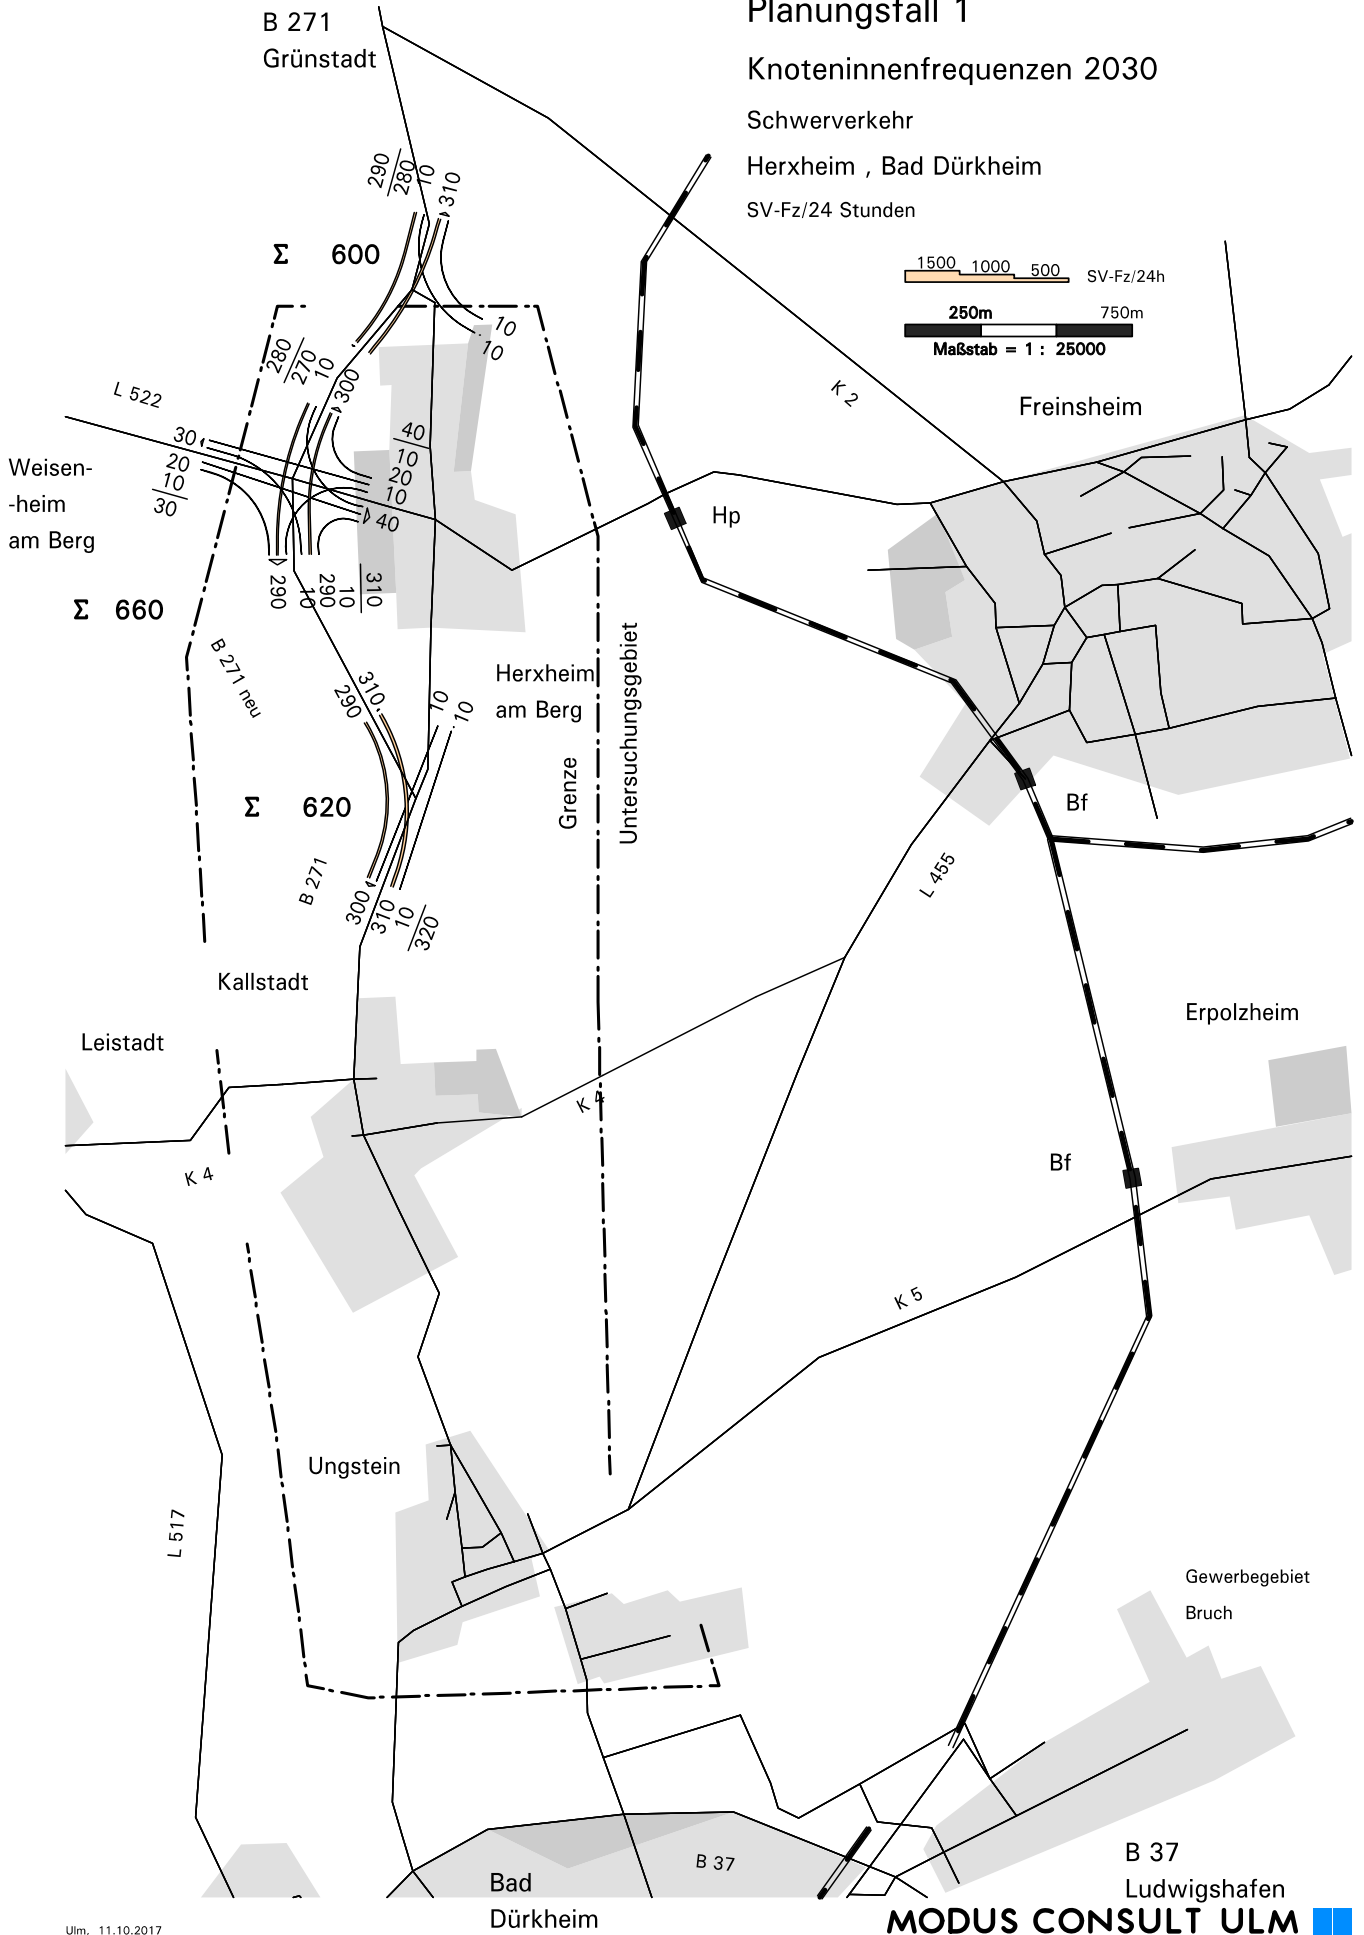 B 271
Grünstadt
Planungsfall 1
Knoteninnenfrequenzen 2030
Schwerverkehr
Herxheim , Bad Dürkheim
SV-Fz/24 Stunden
1500 1000 500 SV-Fz/24h
250m 750m
Maßstab = 1 : 25000
290
280
10
310
Σ 600
10
10
280
270
10
300
L 522
30
20
10
30
40
10
20
10
40
290
10
290
10
310
Weisen-
-heim
am Berg
Σ 660
K 2
Freinsheim
Hp
B 271 neu
310
290
10
10
Herxheim
am Berg
Grenze
Untersuchungsgebiet
Σ 620
B 271
300
310
10
320
Bf
L 455
Kallstadt
Leistadt
Erpolzheim
K 4
K 4
Bf
K 5
Ungstein
L 517
Gewerbegebiet
Bruch
B 37
Bad
Dürkheim
B 37
Ludwigshafen
Ulm, 11.10.2017
MODUS CONSULT ULM